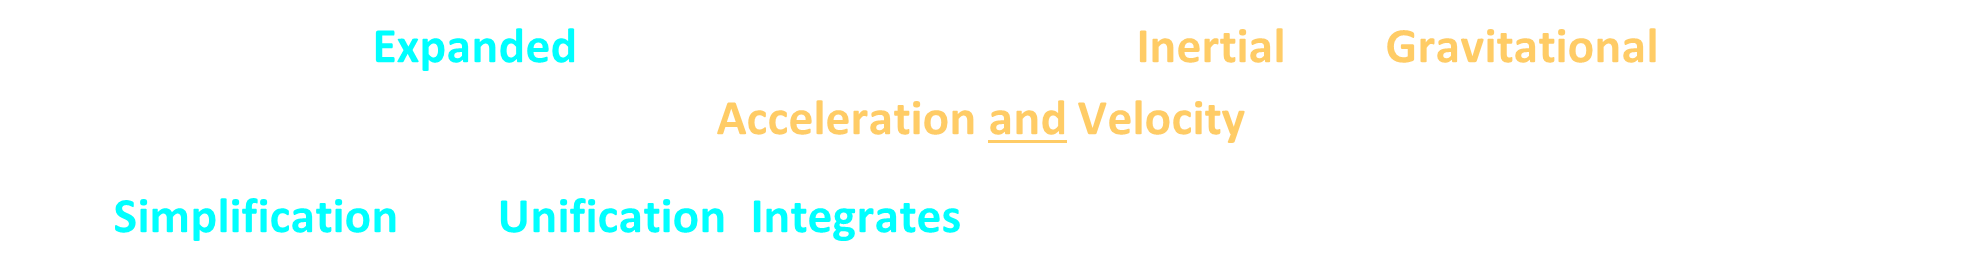 Expanded Inertial Gravitational
Acceleration and Velocity
Simplification Unification Integrates